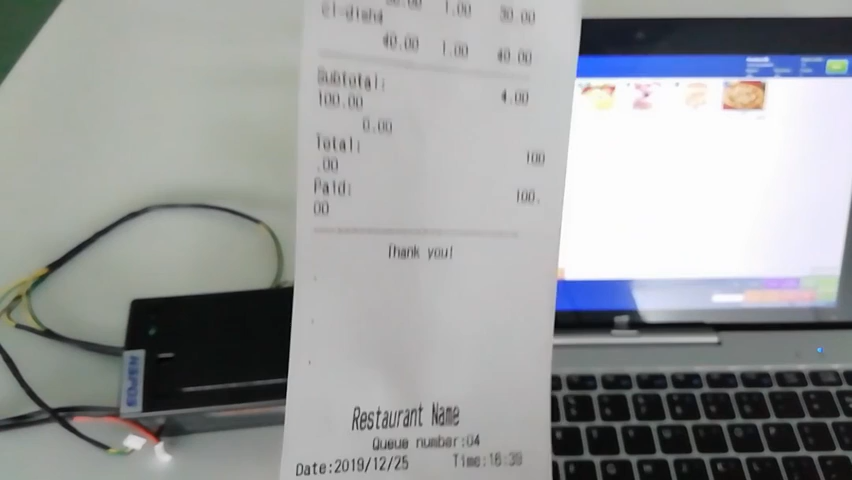 30.00 1.00 30.00
el-dish4
40.00 1.00 40.00
Subtotal:
100.00 4.00
0.00
Total:
.00 100
Paid:
00 100.
Thank you!
Restaurant Name
Queue number:04
Date:2019/12/25 Time:16:39